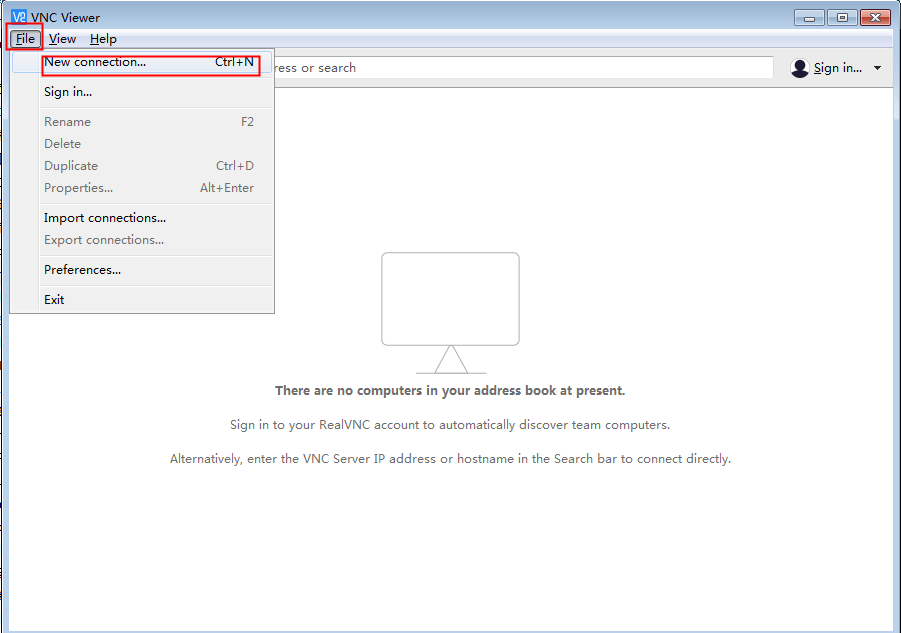 VNC Viewer
File View Help
New connection... Ctrl+N
ress or search
Sign in...
Sign in...
Rename F2
Delete
Duplicate Ctrl+D
Properties... Alt+Enter
Import connections...
Export connections...
Preferences...
Exit
There are no computers in your address book at present.
Sign in to your RealVNC account to automatically discover team computers.
Alternatively, enter the VNC Server IP address or hostname in the Search bar to connect directly.